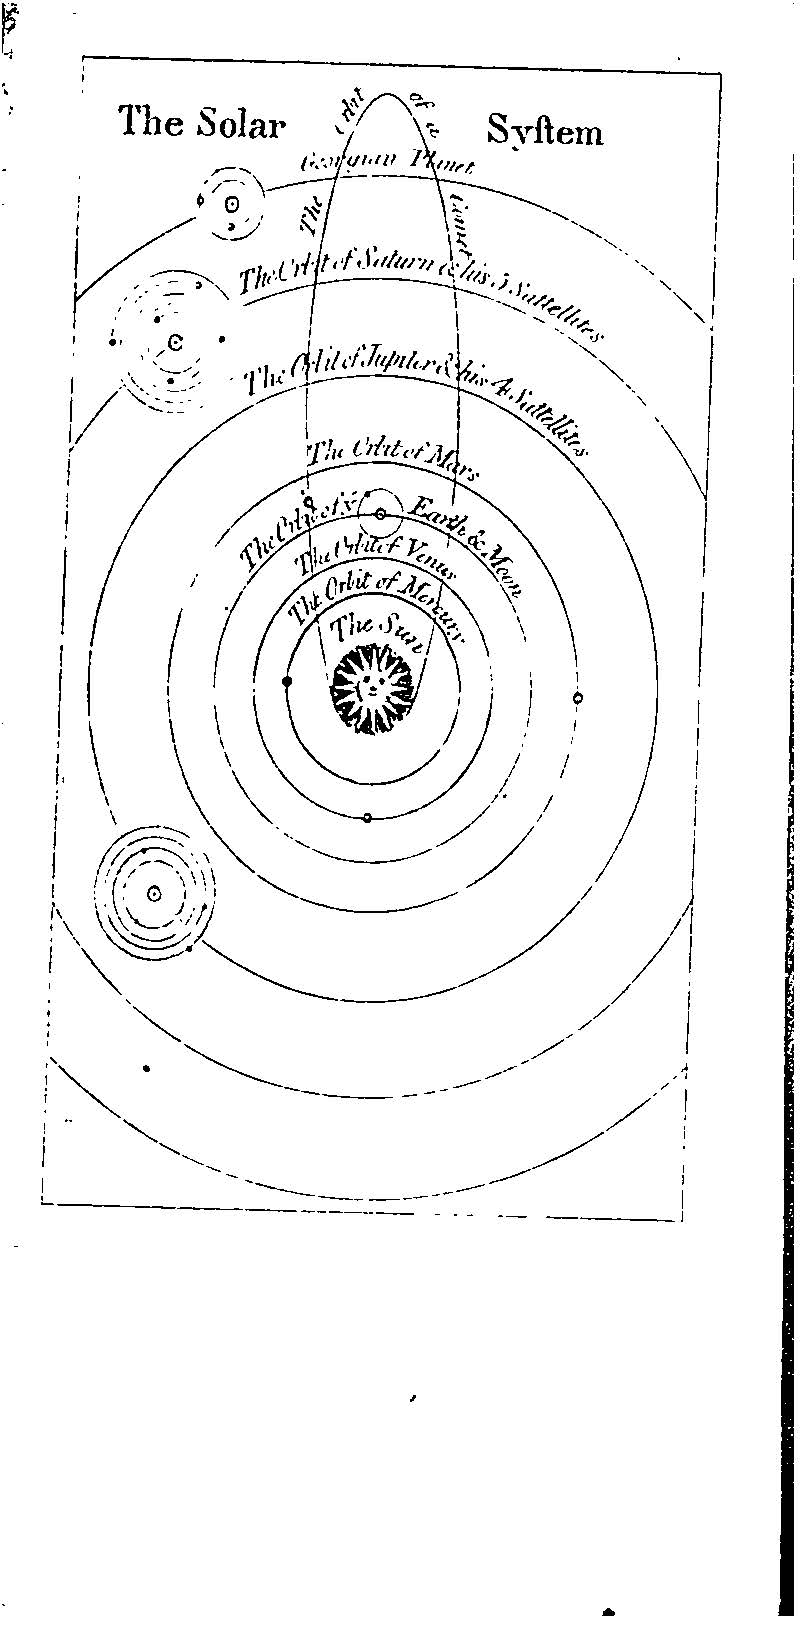 The Solar Syſtem
The Orbit of a Comet
Georgian Planet
The Orbit of Saturn & his 5 Sattellites
The Orbit of Jupiter & his 4 Sattellites
The Orbit of Mars
The Orbit of yͤ Earth & Moon
The Orbit of Venus
The Orbit of Mercury
The Sun